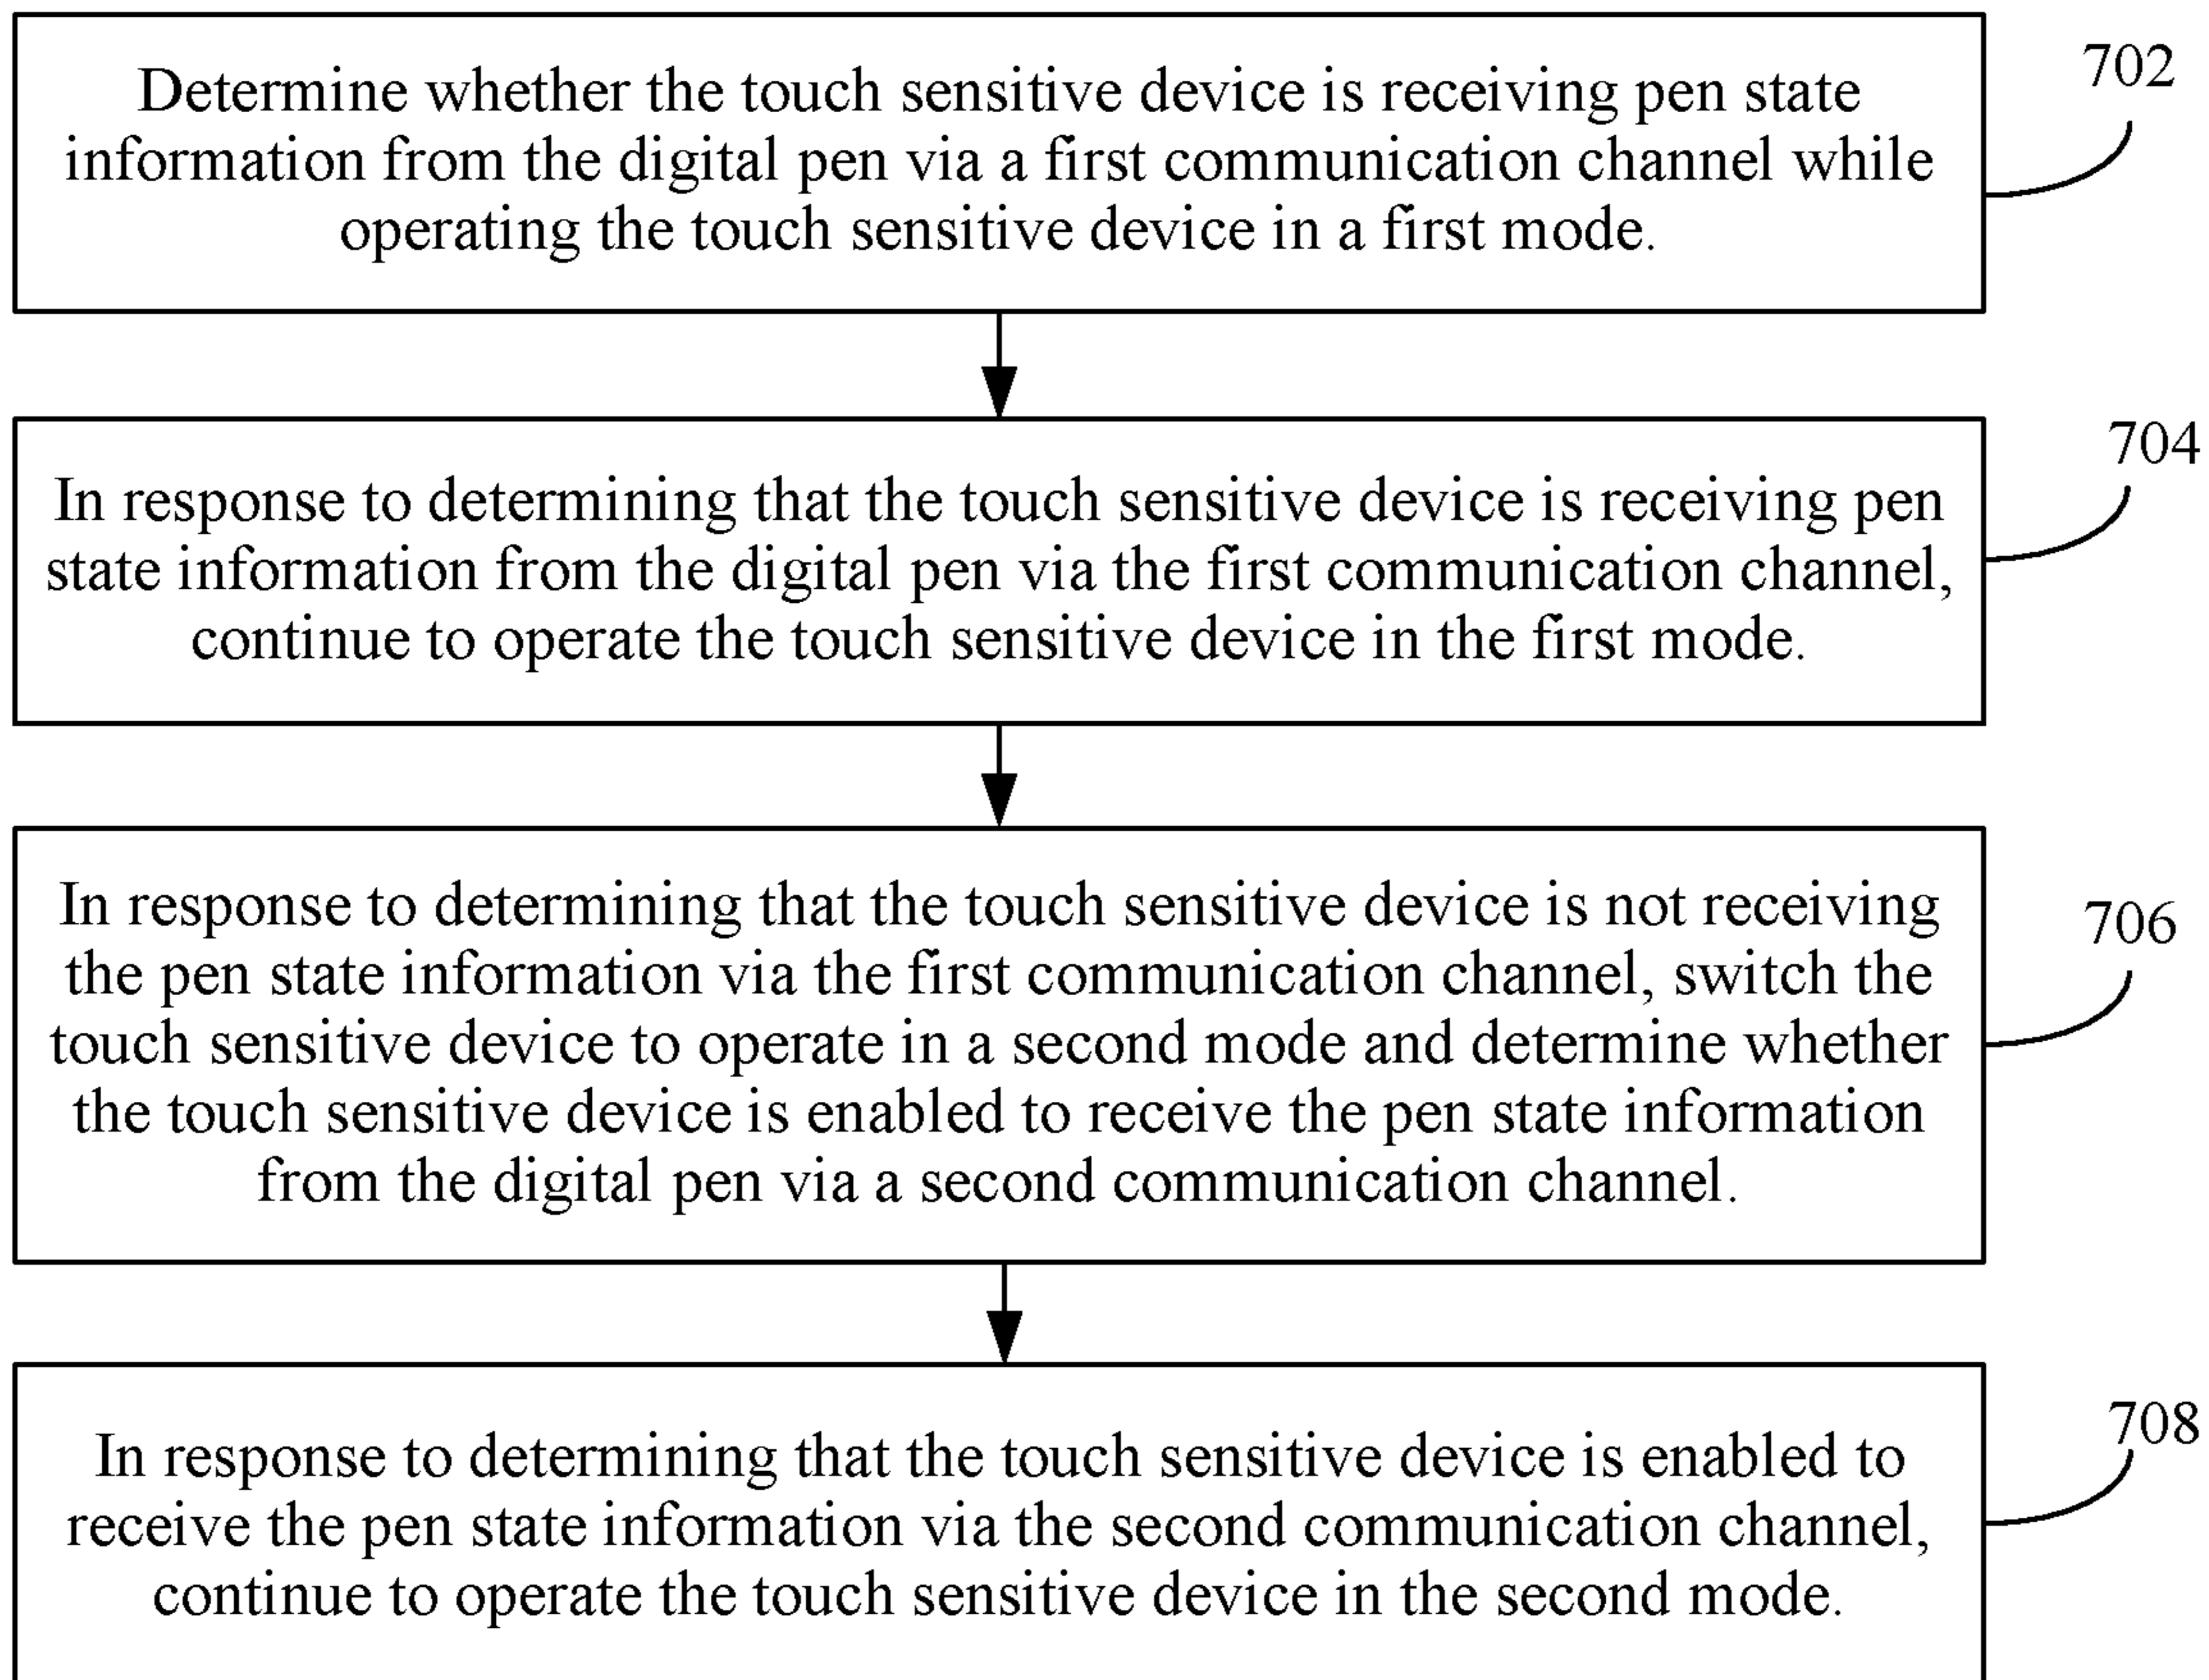 Determine whether the touch sensitive device is receiving pen state
information from the digital pen via a first communication channel while
operating the touch sensitive device in a first mode.
702
In response to determining that the touch sensitive device is receiving pen
state information from the digital pen via the first communication channel,
continue to operate the touch sensitive device in the first mode.
704
In response to determining that the touch sensitive device is not receiving
the pen state information via the first communication channel, switch the
touch sensitive device to operate in a second mode and determine whether
the touch sensitive device is enabled to receive the pen state information
from the digital pen via a second communication channel.
706
In response to determining that the touch sensitive device is enabled to
receive the pen state information via the second communication channel,
continue to operate the touch sensitive device in the second mode.
708